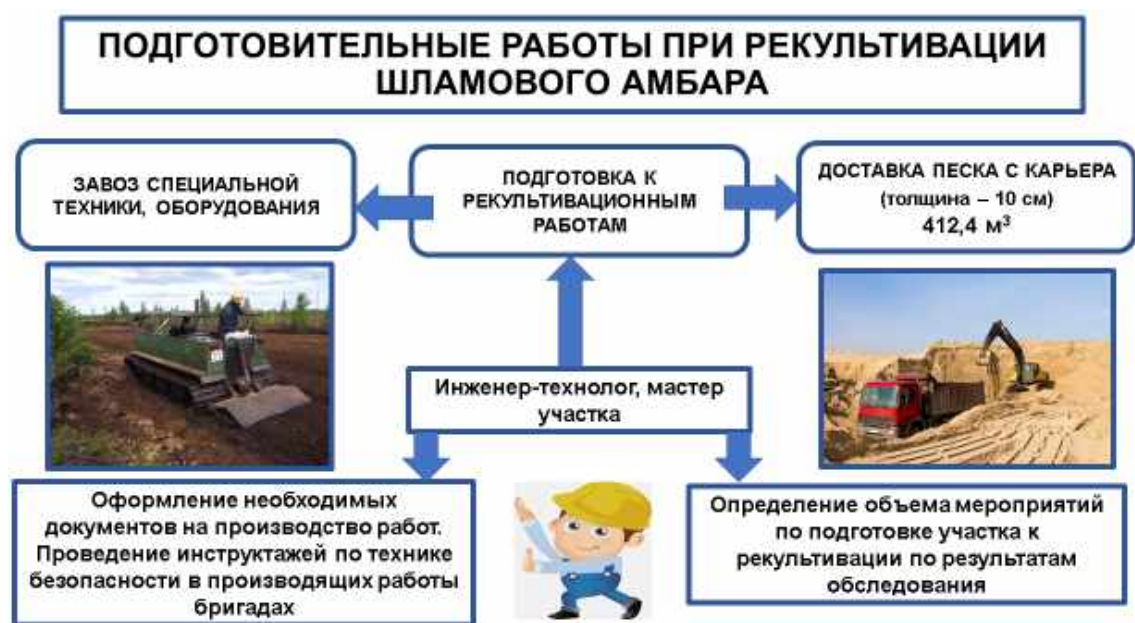 ПОДГОТОВИТЕЛЬНЫЕ РАБОТЫ ПРИ РЕКУЛЬТИВАЦИИ
ШЛАМОВОГО АМБАРА
ЗАВОЗ СПЕЦИАЛЬНОЙ
ТЕХНИКИ, ОБОРУДОВАНИЯ
ПОДГОТОВКА К
РЕКУЛЬТИВАЦИОННЫМ
РАБОТАМ
ДОСТАВКА ПЕСКА С КАРЬЕРА
(толщина – 10 см)
412,4 м³
Инженер-технолог, мастер
участка
Оформление необходимых
документов на производство работ.
Проведение инструктажей по технике
безопасности в производящих работы
бригадах
Определение объема мероприятий
по подготовке участка к
рекультивации по результатам
обследования